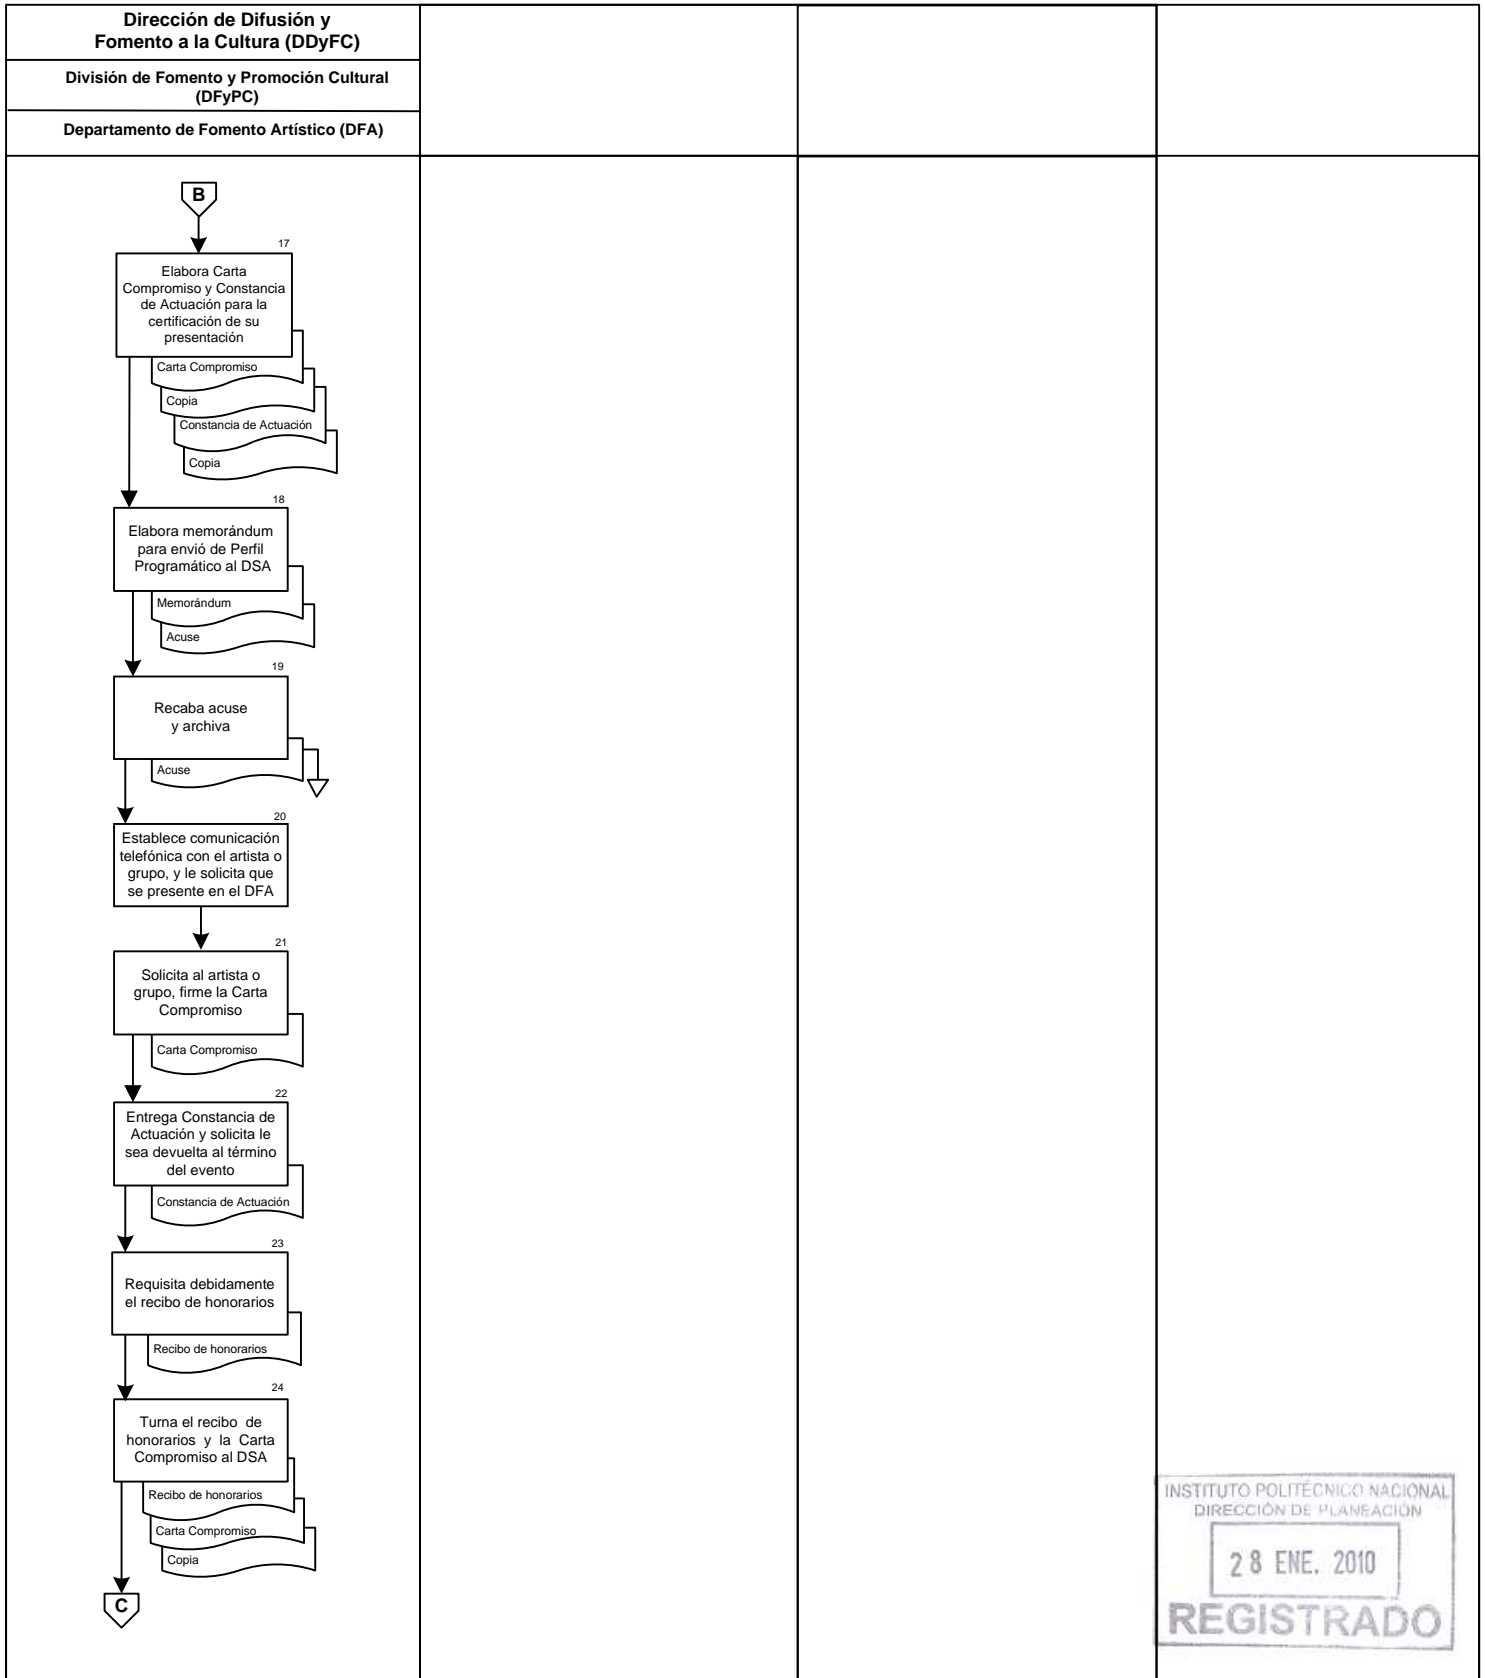 Dirección de Difusión y
Fomento a la Cultura (DDyFC)
División de Fomento y Promoción Cultural
(DFyPC)
Departamento de Fomento Artístico (DFA)
B
17
Elabora Carta
Compromiso y Constancia
de Actuación para la
certificación de su
presentación
Carta Compromiso
Copia
Constancia de Actuación
Copia
18
Elabora memorándum
para envió de Perfil
Programático al DSA
Memorándum
Acuse
19
Recaba acuse
y archiva
Acuse
20
Establece comunicación
telefónica con el artista o
grupo, y le solicita que
se presente en el DFA
21
Solicita al artista o
grupo, firme la Carta
Compromiso
Carta Compromiso
22
Entrega Constancia de
Actuación y solicita le
sea devuelta al término
del evento
Constancia de Actuación
23
Requisita debidamente
el recibo de honorarios
Recibo de honorarios
24
Turna el recibo de
honorarios y la Carta
Compromiso al DSA
Recibo de honorarios
Carta Compromiso
Copia
C
INSTITUTO POLITÉCNICO NACIONAL
DIRECCIÓN DE PLANEACIÓN
28 ENE. 2010
REGISTRADO